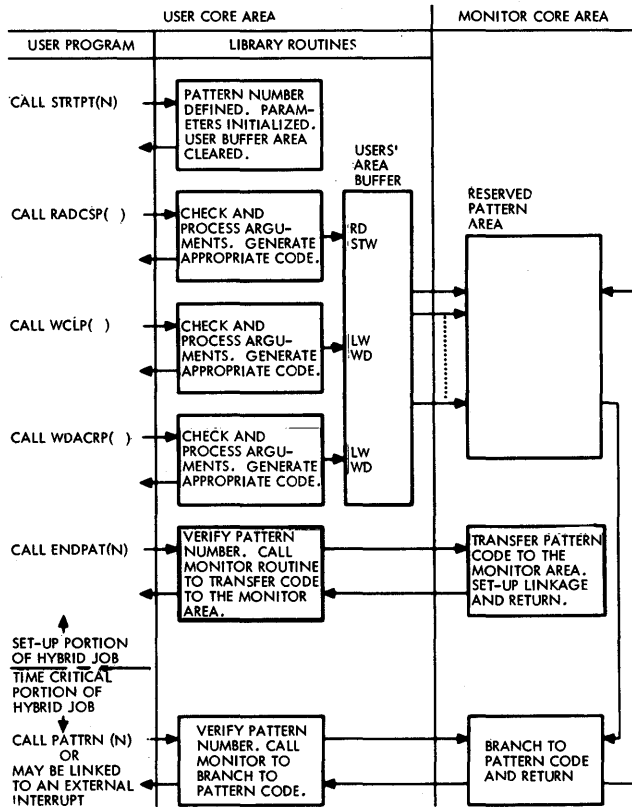 USER CORE AREA
MONITOR CORE AREA
USER PROGRAM
LIBRARY ROUTINES
CALL STRTPT(N)
PATTERN NUMBER
DEFINED. PARAM-
ETERS INITIALIZED.
USER BUFFER AREA
CLEARED.
USERS'
AREA
BUFFER
RESERVED
PATTERN
AREA
CALL RADCSP( )
CHECK AND
PROCESS ARGU-
MENTS. GENERATE
APPROPRIATE CODE.
RD
STW
CALL WCLP( )
CHECK AND
PROCESS ARGU-
MENTS. GENERATE
APPROPRIATE CODE.
LW
WD
CALL WDACRP( )
CHECK AND
PROCESS ARGU-
MENTS. GENERATE
APPROPRIATE CODE.
LW
WD
CALL ENDPAT(N)
VERIFY PATTERN
NUMBER. CALL
MONITOR ROUTINE
TO TRANSFER CODE
TO THE MONITOR
AREA.
TRANSFER PATTERN
CODE TO THE
MONITOR AREA.
SET-UP LINKAGE
AND RETURN.
SET-UP PORTION
OF HYBRID JOB
TIME CRITICAL
PORTION OF
HYBRID JOB
CALL PATTRN (N)
OR
MAY BE LINKED
TO AN EXTERNAL
INTERRUPT
VERIFY PATTERN
NUMBER. CALL
MONITOR TO
BRANCH TO
PATTERN CODE.
BRANCH TO
PATTERN CODE
AND RETURN